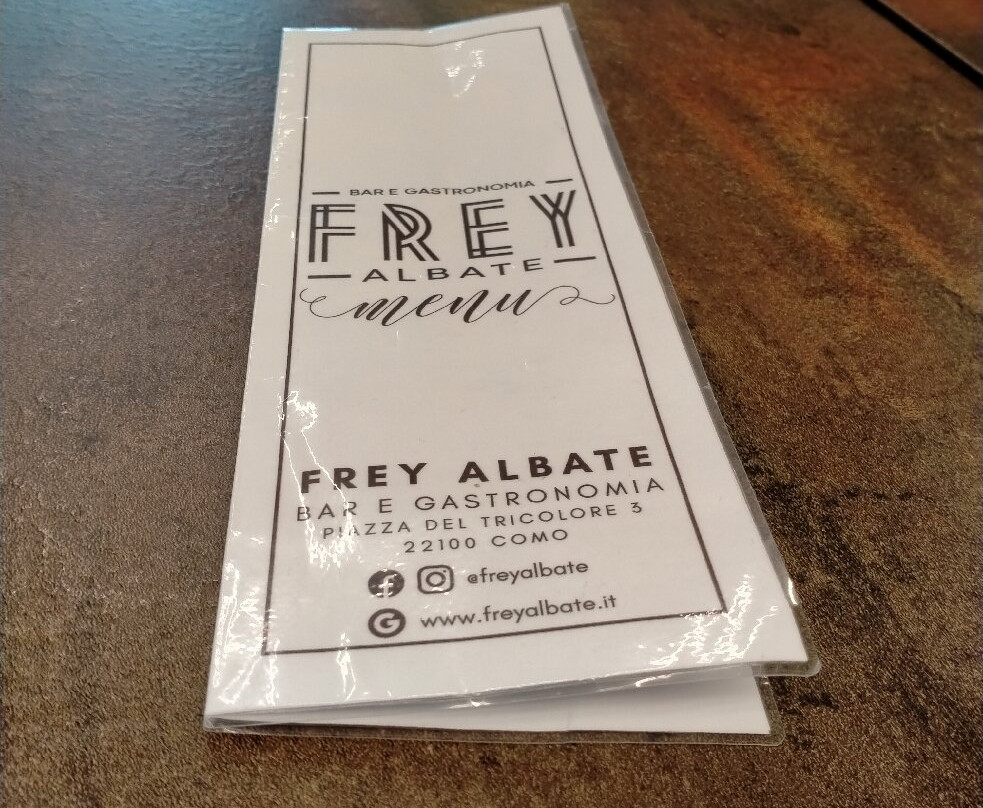 BAR E GASTRONOMIA
FREY
ALBATE
menu
FREY ALBATE
BAR E GASTRONOMIA
PIAZZA DEL TRICOLORE 3
22100 COMO
@freyalbate
www.freyalbate.it